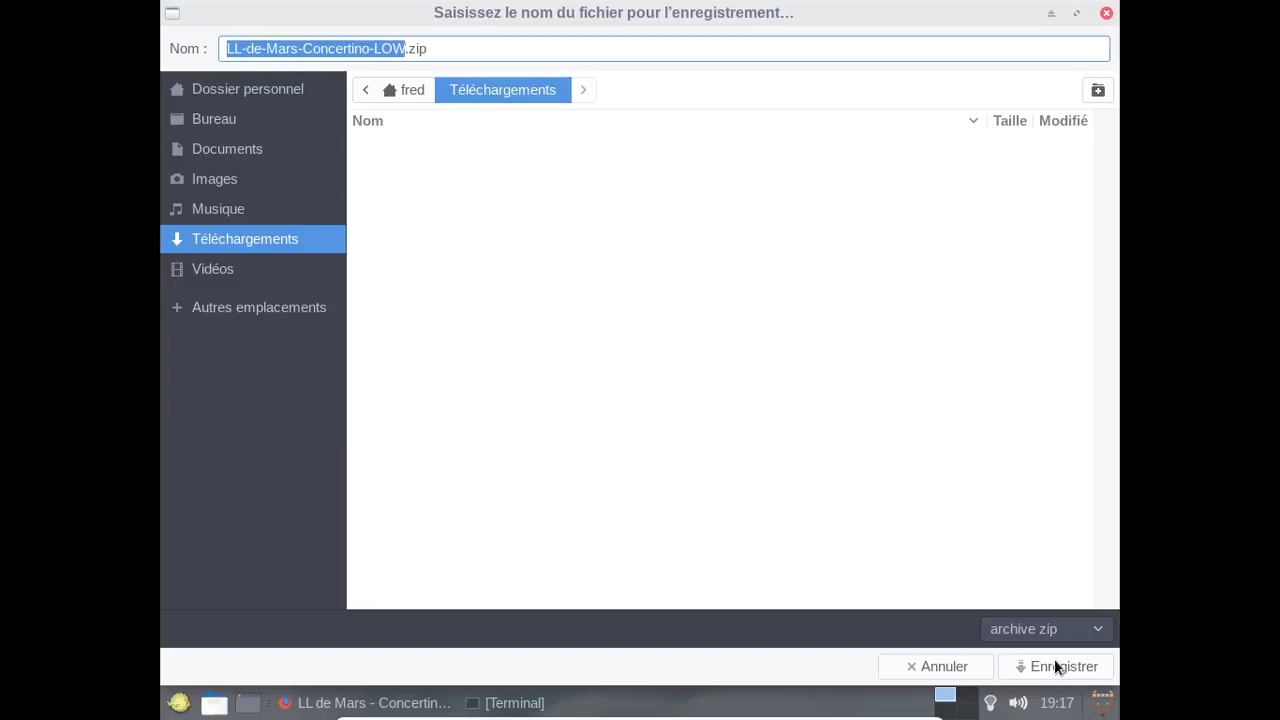 Saisissez le nom du fichier pour l'enregistrement…
Nom : LL-de-Mars-Concertino-LOW.zip
Dossier personnel
Bureau
Documents
Images
Musique
Téléchargements
Vidéos
Autres emplacements
fred Téléchargements
Nom Taille Modifié
archive zip
Annuler Enregistrer
LL de Mars - Concertin… [Terminal] 19:17